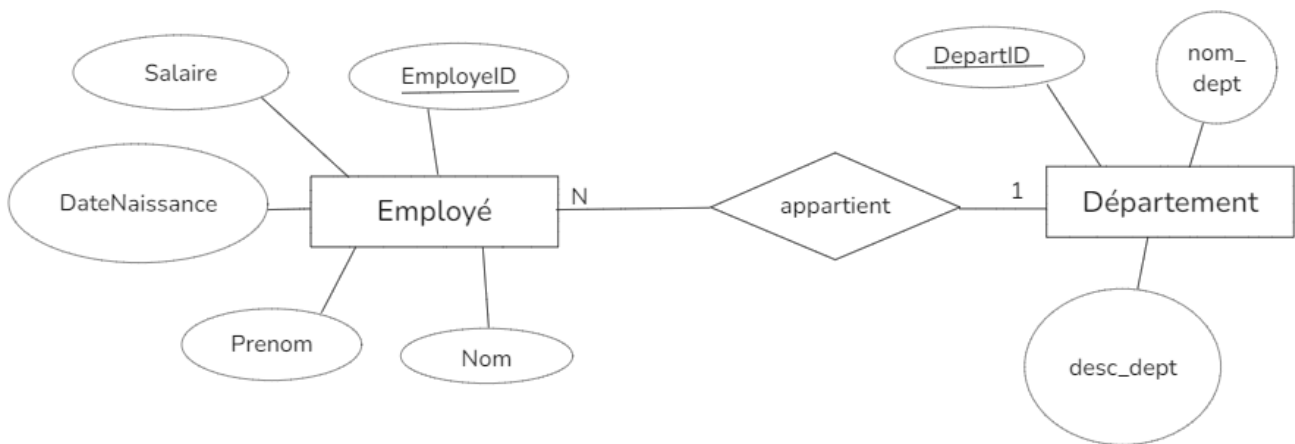 Salaire
EmployeID
DepartID
nom_
dept
DateNaissance
Employé
N
appartient
1
Département
Prenom
Nom
desc_dept